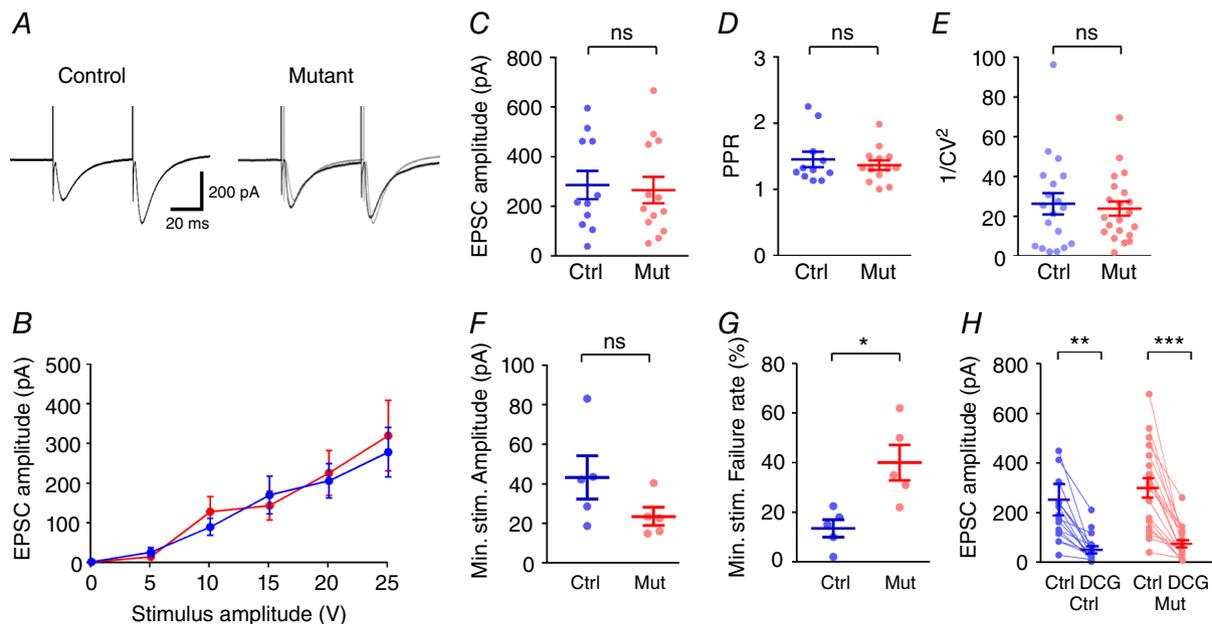 A
Control
Mutant
200 pA
20 ms
B
EPSC amplitude (pA)
500
400
300
200
100
0
0 5 10 15 20 25
Stimulus amplitude (V)
C
ns
EPSC amplitude (pA)
800
600
400
200
0
Ctrl Mut
D
ns
PPR
3
2
1
0
Ctrl Mut
E
ns
1/CV²
100
80
60
40
20
0
Ctrl Mut
F
ns
Min. stim. Amplitude (pA)
100
80
60
40
20
0
Ctrl Mut
G
*
Min. stim. Failure rate (%)
80
60
40
20
0
Ctrl Mut
H
** ***
EPSC amplitude (pA)
800
600
400
200
0
Ctrl DCG Ctrl DCG
Ctrl Mut